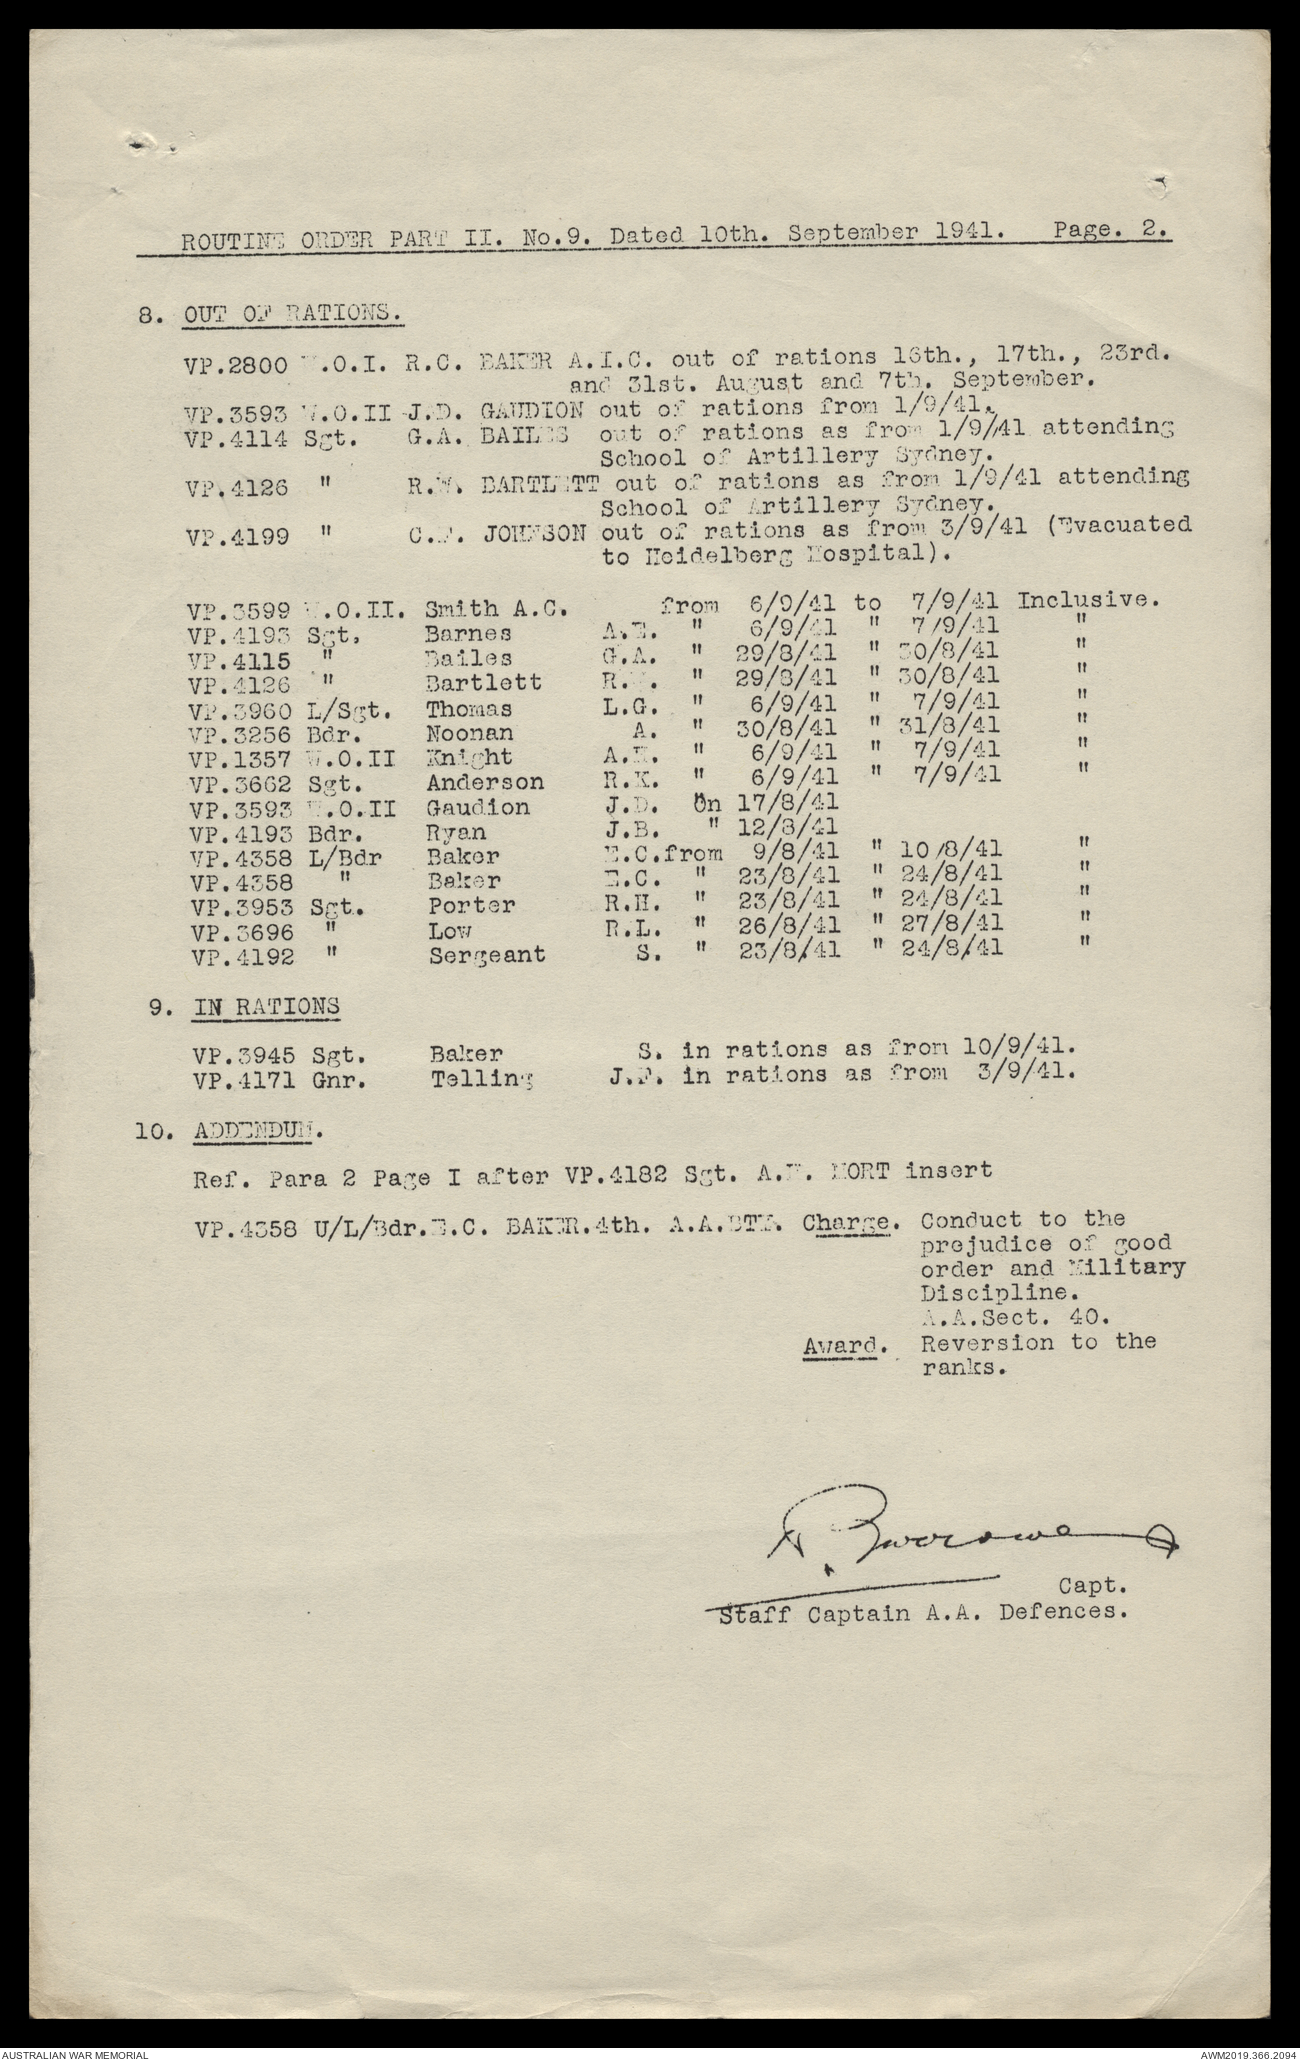 ROUTINE ORDER PART II. No.9. Dated 10th. September 1941. Page. 2.
8. OUT OF RATIONS.
VP.2800 W.O.I. R.C. BAKER A.I.C. out of rations 16th., 17th., 23rd.
and 31st. August and 7th. September.
VP.3593 W.O.II J.D. GAUDION out of rations from 1/9/41.
VP.4114 Sgt. G.A. BAILES out of rations as from 1/9/41 attending
School of Artillery Sydney.
VP.4126 " R.W. BARTLETT out of rations as from 1/9/41 attending
School of Artillery Sydney.
VP.4199 " C.F. JOHNSON out of rations as from 3/9/41 (Evacuated
to Heidelberg Hospital).
VP.3599 W.O.II. Smith A.C. from 6/9/41 to 7/9/41 Inclusive.
VP.4193 Sgt. Barnes A.E. " 6/9/41 " 7/9/41 "
VP.4115 " Bailes G.A. " 29/8/41 " 30/8/41 "
VP.4126 " Bartlett R.W. " 29/8/41 " 30/8/41 "
VP.3960 L/Sgt. Thomas L.G. " 6/9/41 " 7/9/41 "
VP.3256 Bdr. Noonan A. " 30/8/41 " 31/8/41 "
VP.1357 W.O.II Knight " 6/9/41 " 7/9/41 "
VP.3662 Sgt. Anderson R.K. " 6/9/41 " 7/9/41 "
VP.3593 W.O.II Gaudion J.D. On 17/8/41
VP.4193 Bdr. Ryan J.B. " 12/8/41
VP.4358 L/Bdr Baker E.C. from 9/8/41 " 10/8/41 "
VP.4358 " Baker E.C. " 23/8/41 " 24/8/41 "
VP.3953 Sgt. Porter R.H. " 23/8/41 " 24/8/41 "
VP.3696 " Low R.L. " 26/8/41 " 27/8/41 "
VP.4192 " Sergeant S. " 23/8/41 " 24/8/41 "
9. IN RATIONS
VP.3945 Sgt. Baker S. in rations as from 10/9/41.
VP.4171 Gnr. Telling J.F. in rations as from 3/9/41.
10. ADDENDUM.
Ref. Para 2 Page I after VP.4182 Sgt. MORT insert
VP.4358 U/L/Bdr.E.C. BAKER.4th. A.A.BTY. Charge. Conduct to the
prejudice of good
order and Military
Discipline.
A.A.Sect. 40.
Award. Reversion to the
ranks.
Capt.
Staff Captain A.A. Defences.
AUSTRALIAN WAR MEMORIAL
AWM2019.366.2094